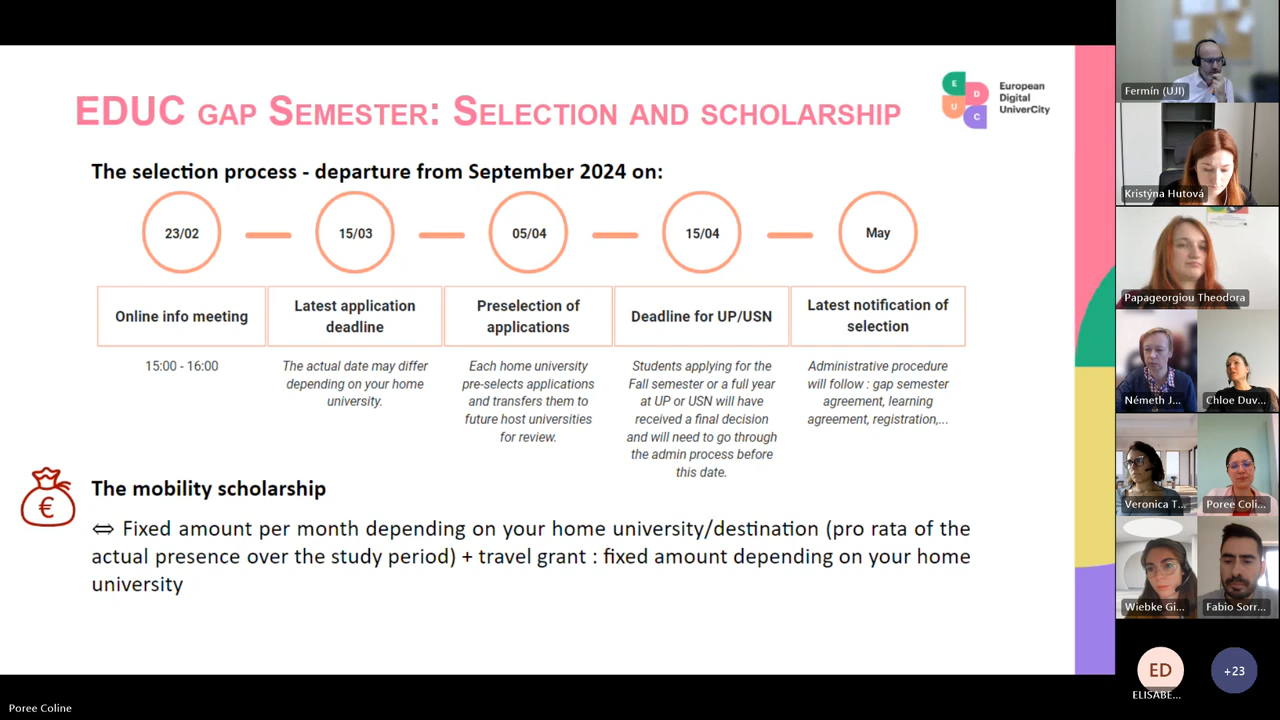 EDUC GAP SEMESTER: SELECTION AND SCHOLARSHIP
E
D
U
C
European
Digital
UniverCity
The selection process - departure from September 2024 on:
23/02
15/03
05/04
15/04
May
Online info meeting
Latest application
deadline
Preselection of
applications
Deadline for UP/USN
Latest notification of
selection
15:00 - 16:00
The actual date may differ
depending on your home
university.
Each home university
pre-selects applications
and transfers them to
future host universities
for review.
Students applying for the
Fall semester or a full year
at UP or USN will have
received a final decision
and will need to go through
the admin process before
this date.
Administrative procedure
will follow : gap semester
agreement, learning
agreement, registration,...
€
The mobility scholarship
⇔ Fixed amount per month depending on your home university/destination (pro rata of the
actual presence over the study period) + travel grant : fixed amount depending on your home
university
Fermín (UJI)
Kristýna Hutová
Papageorgiou Theodora
Németh J...
Chloe Duv...
Veronica T...
Poree Coli...
Wiebke Gi...
Fabio Sorr...
ED
ELISABE...
+23
Poree Coline